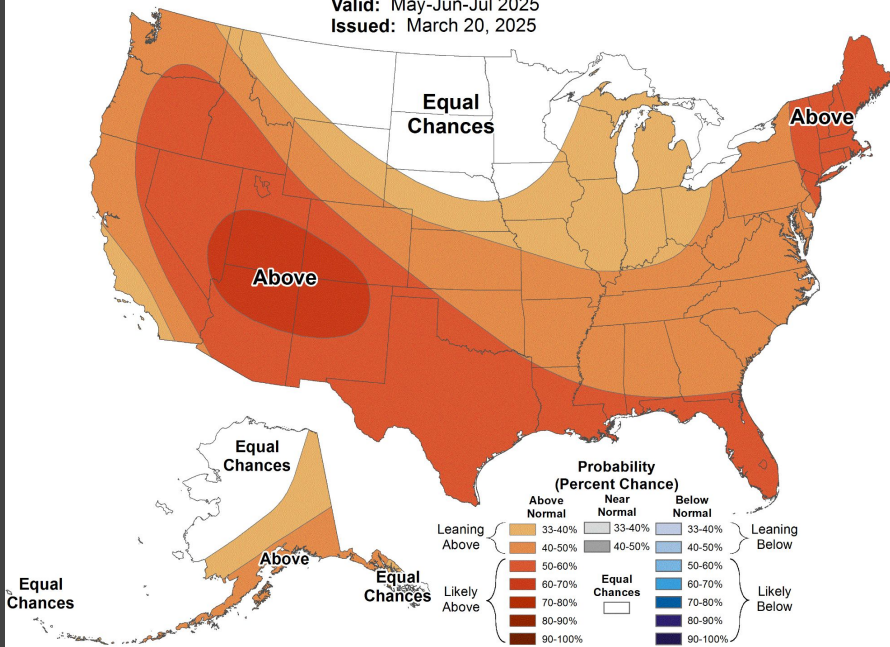 Valid: May-Jun-Jul 2025
Issued: March 20, 2025
Equal
Chances
Above
Above
Equal
Chances
Above
Equal
Chances
Equal
Chances
Probability
(Percent Chance)
Above
Normal
Near
Normal
Below
Normal
Leaning
Above
33-40%
40-50%
33-40%
40-50%
33-40%
40-50%
Leaning
Below
Likely
Above
50-60%
60-70%
70-80%
80-90%
90-100%
Equal
Chances
50-60%
60-70%
70-80%
80-90%
90-100%
Likely
Below